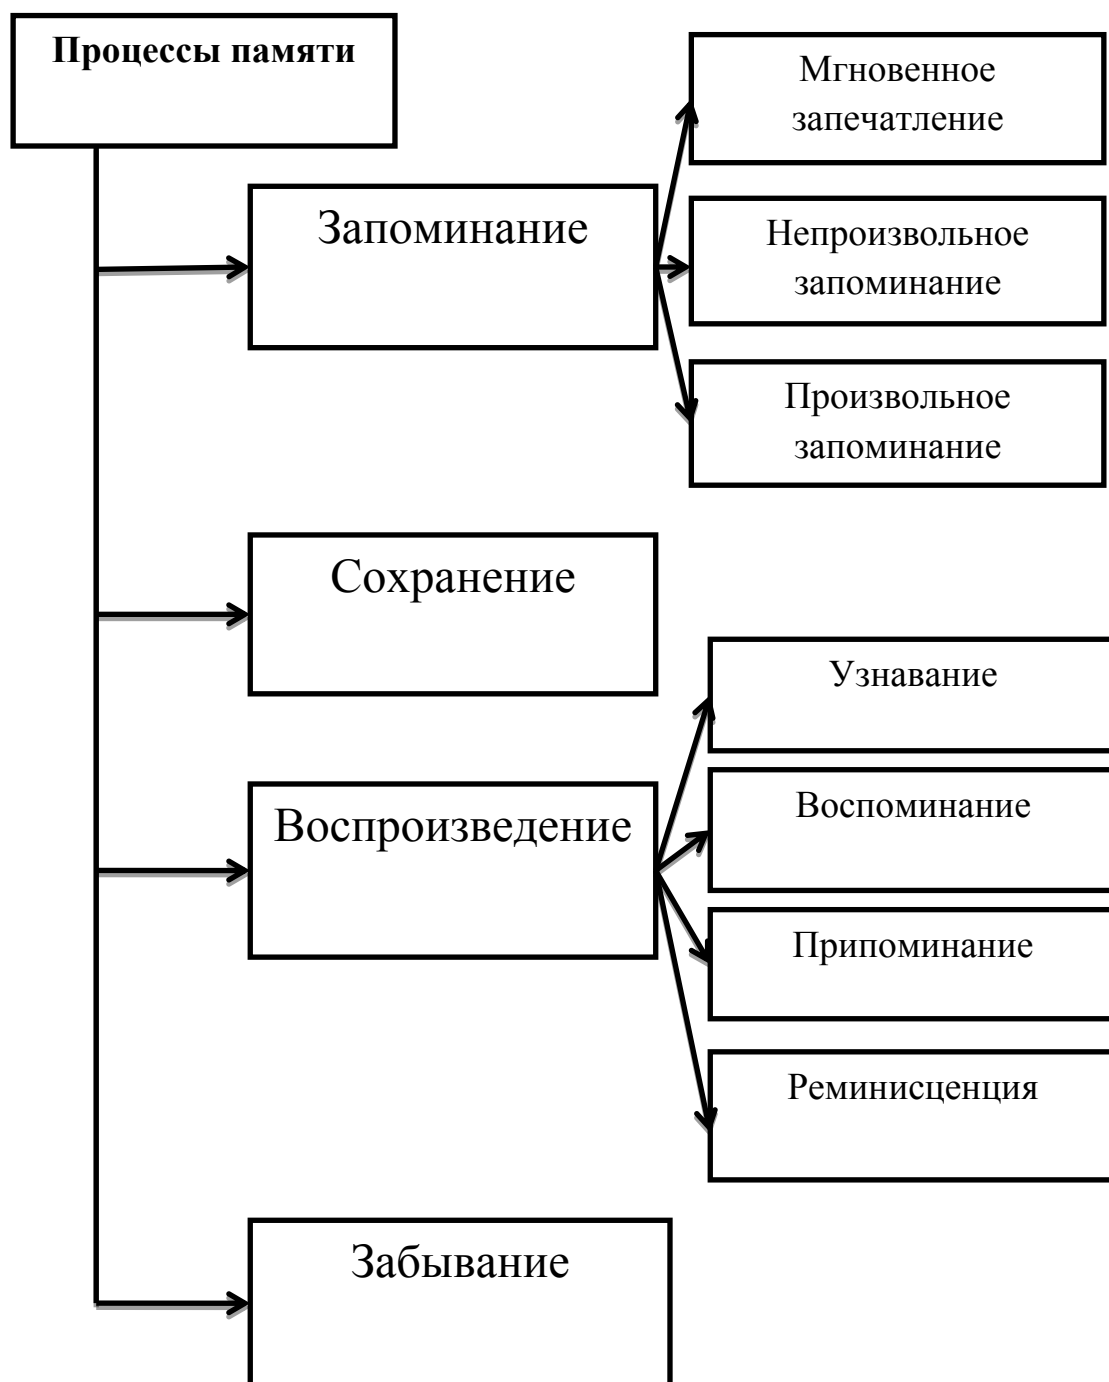 Процессы памяти
Мгновенное
запечатление
Запоминание
Непроизвольное
запоминание
Произвольное
запоминание
Сохранение
Узнавание
Воспроизведение
Воспоминание
Припоминание
Реминисценция
Забывание